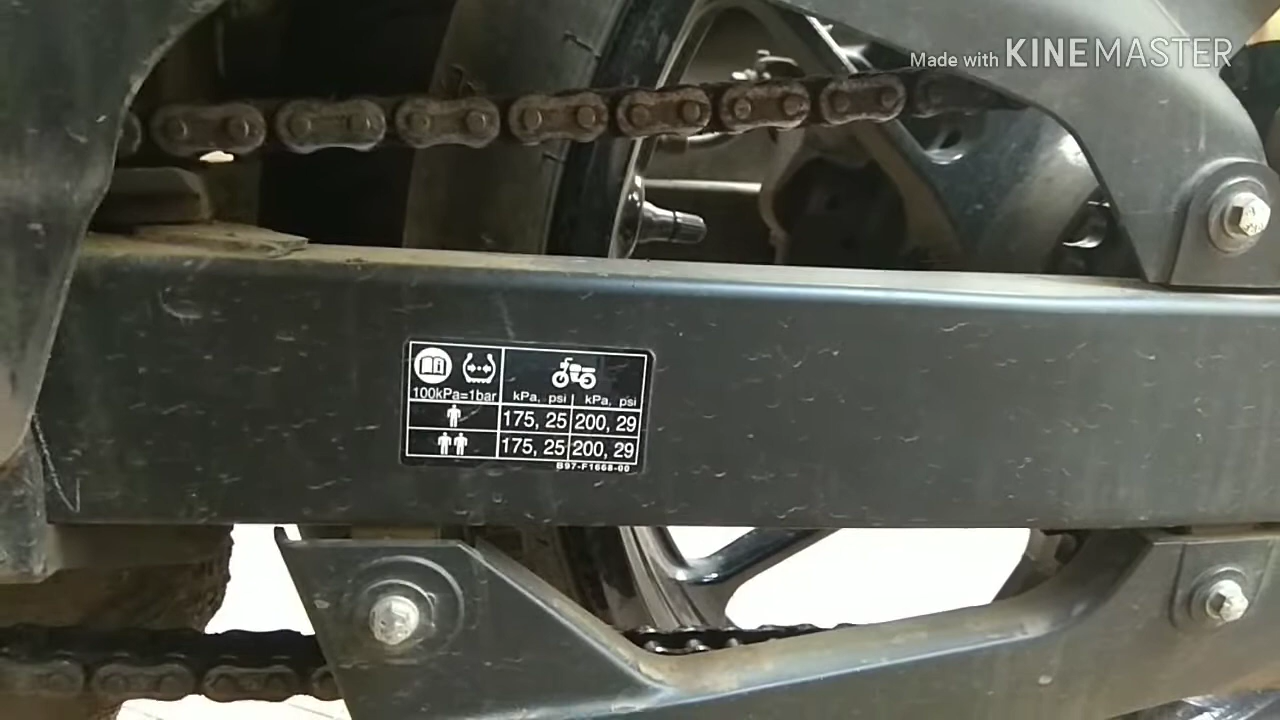 Made with KINEMASTER
100kPa=1bar
kPa, psi kPa, psi
175, 25 200, 29
175, 25 200, 29
B97-F1668-00